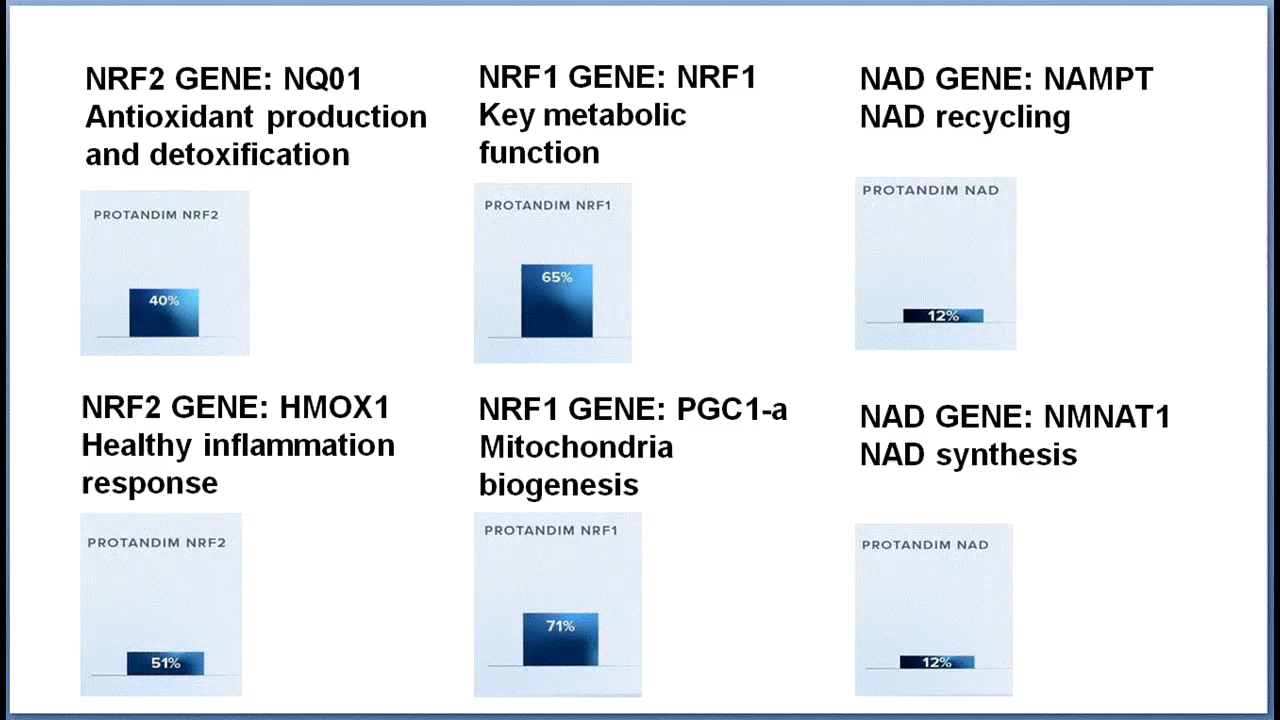 NRF2 GENE: NQ01
Antioxidant production
and detoxification
PROTANDIM NRF2
40%
NRF1 GENE: NRF1
Key metabolic
function
PROTANDIM NRF1
65%
NAD GENE: NAMPT
NAD recycling
PROTANDIM NAD
12%
NRF2 GENE: HMOX1
Healthy inflammation
response
PROTANDIM NRF2
51%
NRF1 GENE: PGC1-a
Mitochondria
biogenesis
PROTANDIM NRF1
71%
NAD GENE: NMNAT1
NAD synthesis
PROTANDIM NAD
12%